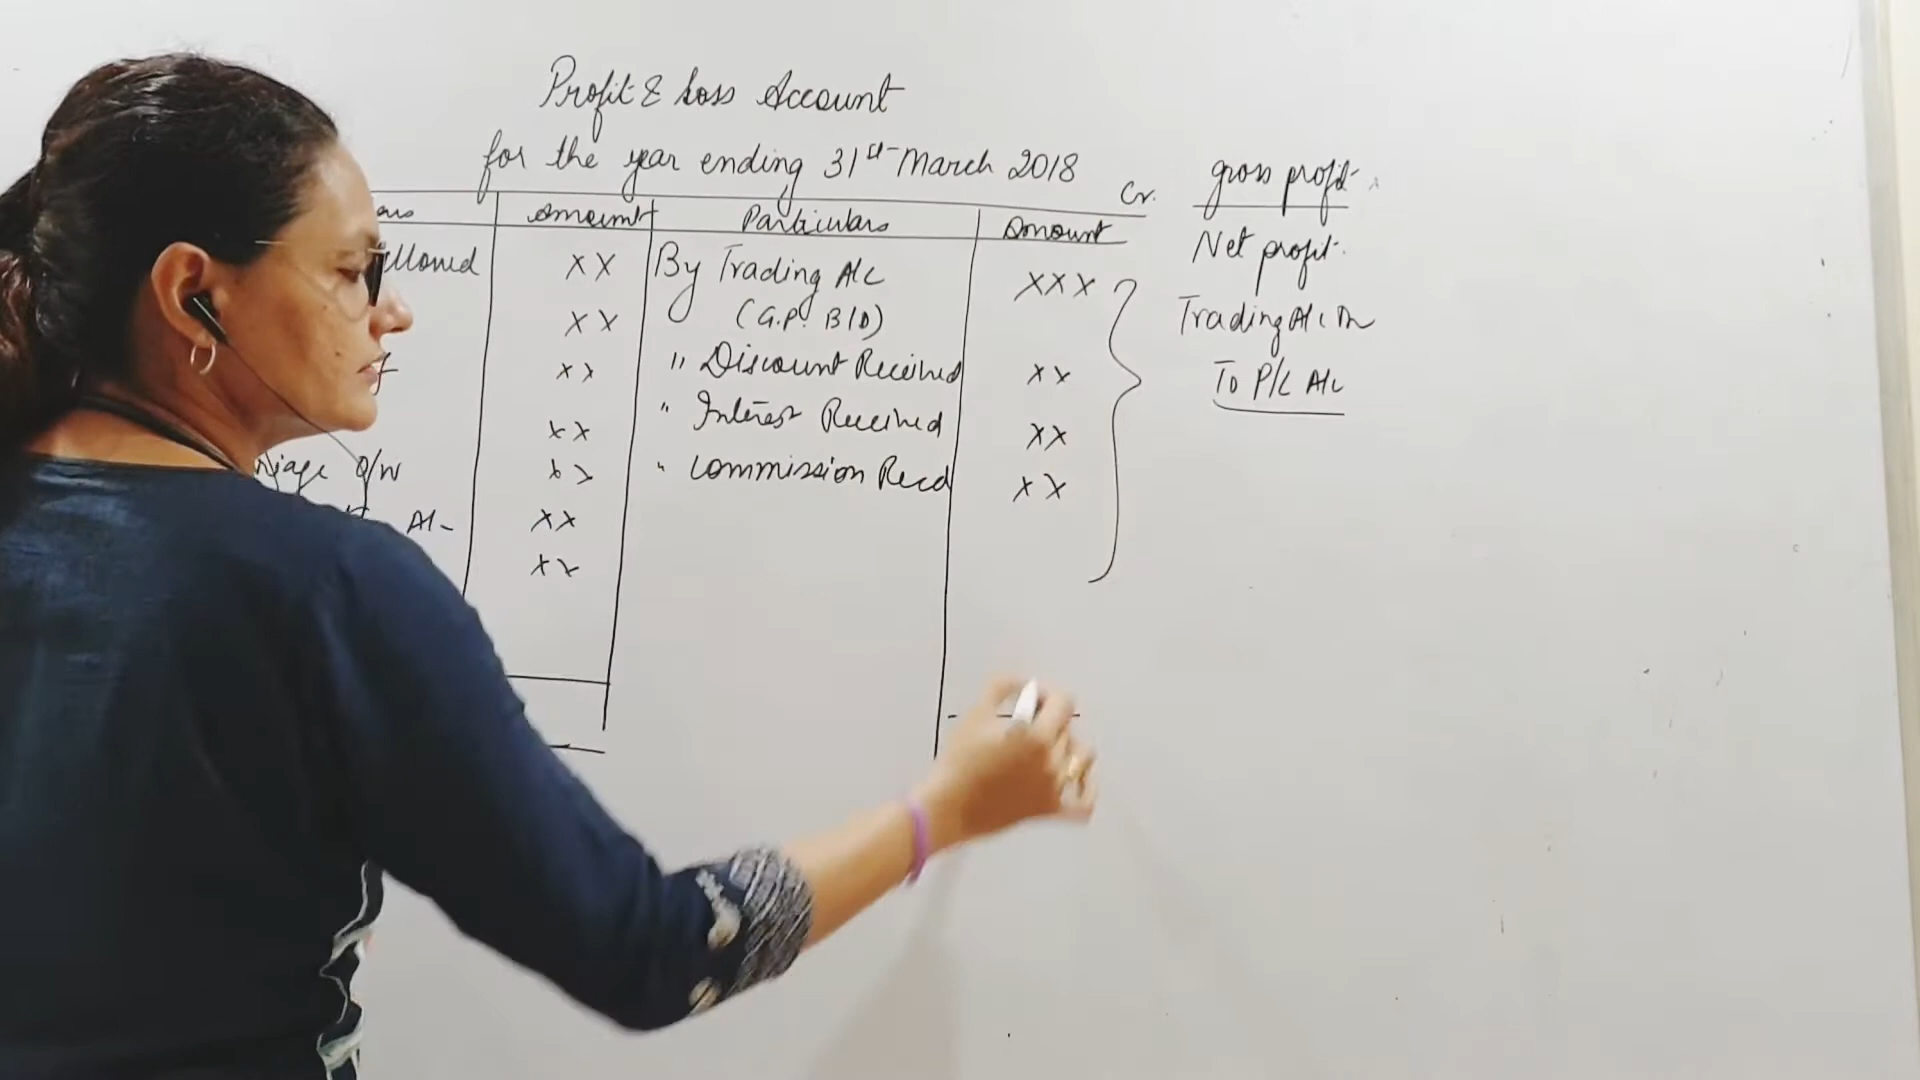 Profit & Loss Account
for the year ending 31st March 2018
Cr.
Amount Particulars Amount
allowed XX By Trading A/c XXX
XX (G.P. B/D)
XX " Discount Received XX
XX " Interest Received XX
O/W XX " Commission Recd XX
A/- XX
XX
gross profit
Net profit.
Trading A/c Dr
To P/L A/c